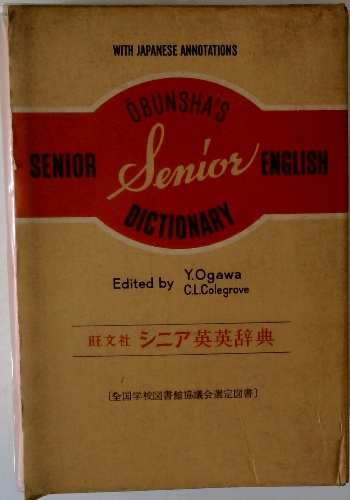 WITH JAPANESE ANNOTATIONS
ŌBUNSHA'S
SENIOR Senior ENGLISH
DICTIONARY
Edited by Y.Ogawa
C.L.Colegrove
旺文社 シニア英英辞典
〔全国学校図書館協議会選定図書〕